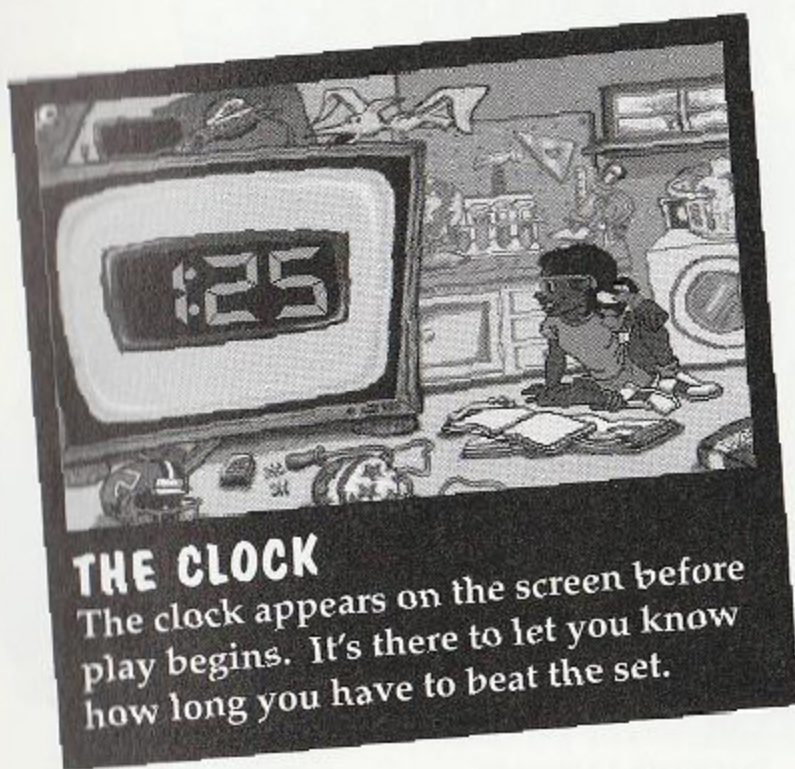 :25
THE CLOCK
The clock appears on the screen before
play begins. It's there to let you know
how long you have to beat the set.